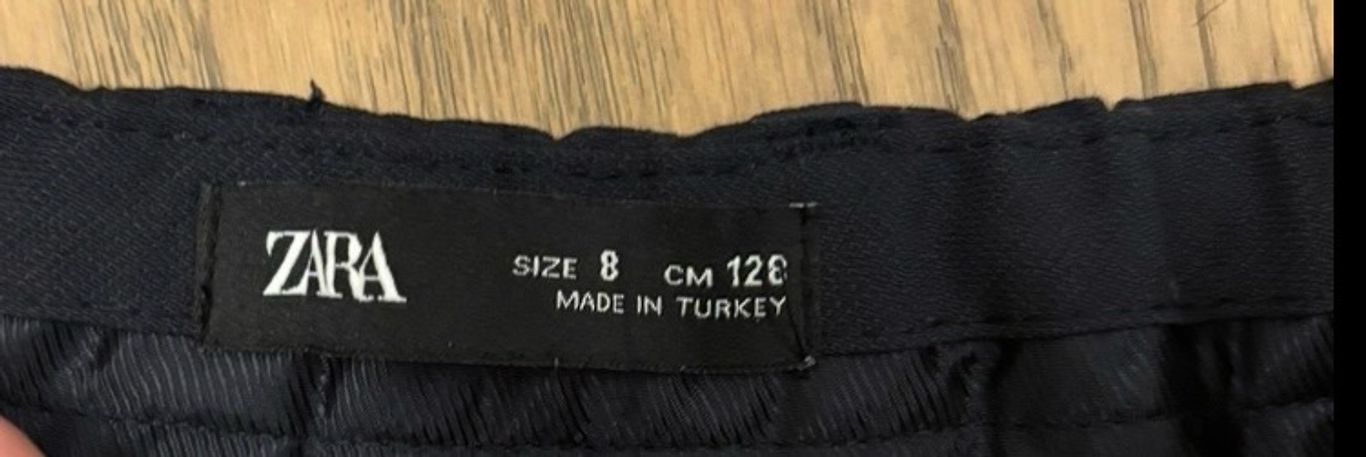 ZARA
SIZE 8 CM 128
MADE IN TURKEY